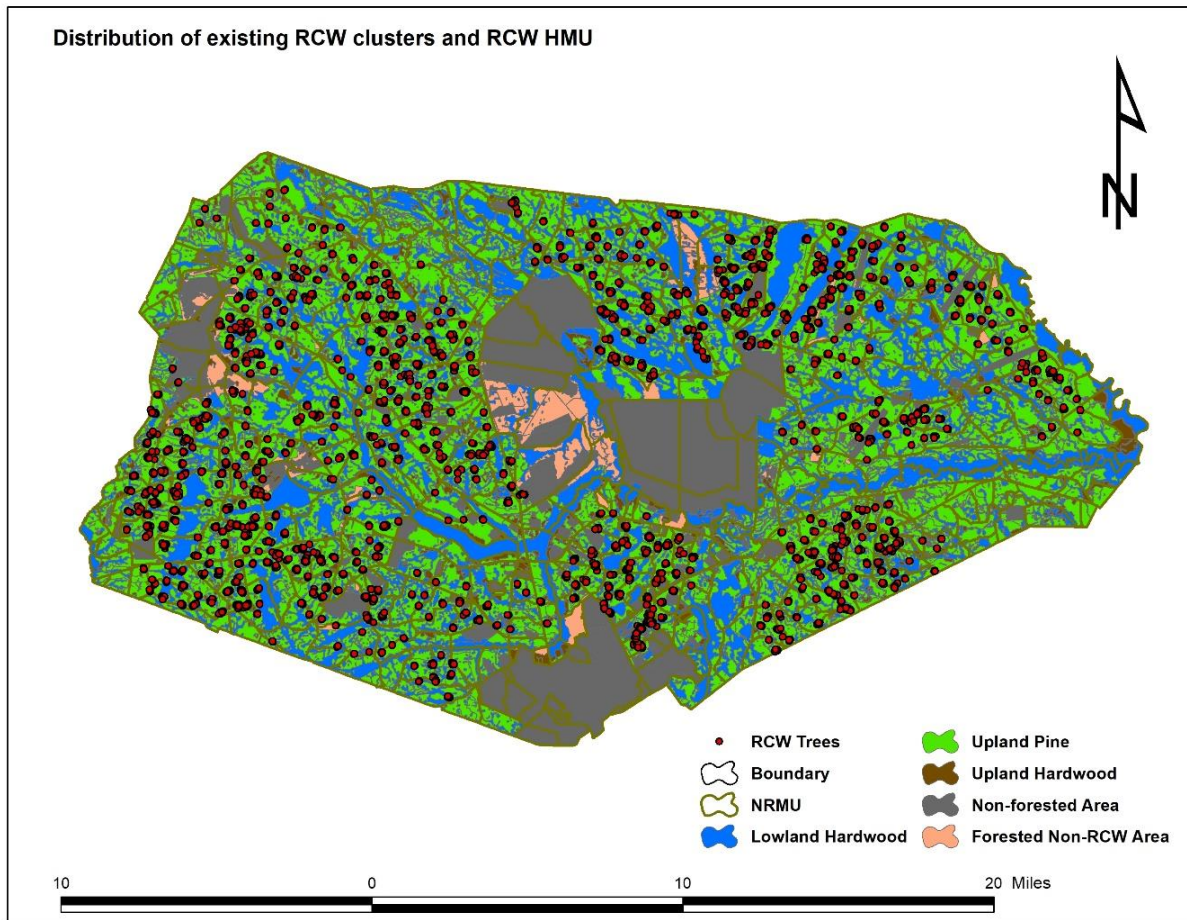 Distribution of existing RCW clusters and RCW HMU
N
RCW Trees
Boundary
NRMU
Lowland Hardwood
Upland Pine
Upland Hardwood
Non-forested Area
Forested Non-RCW Area
10 0 10 20 Miles